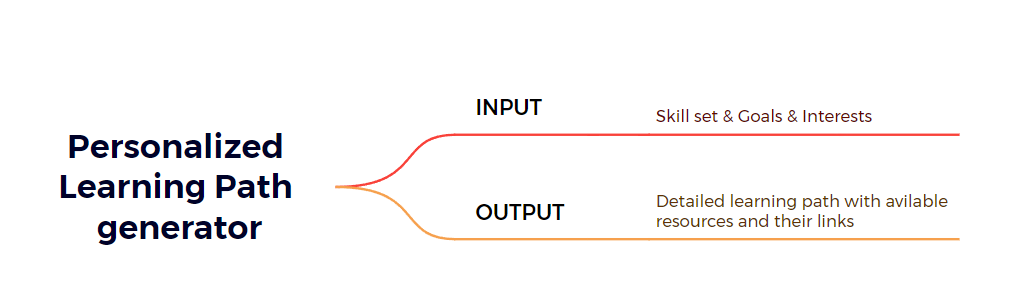 Personalized
Learning Path
generator
INPUT
Skill set & Goals & Interests
OUTPUT
Detailed learning path with avilable
resources and their links